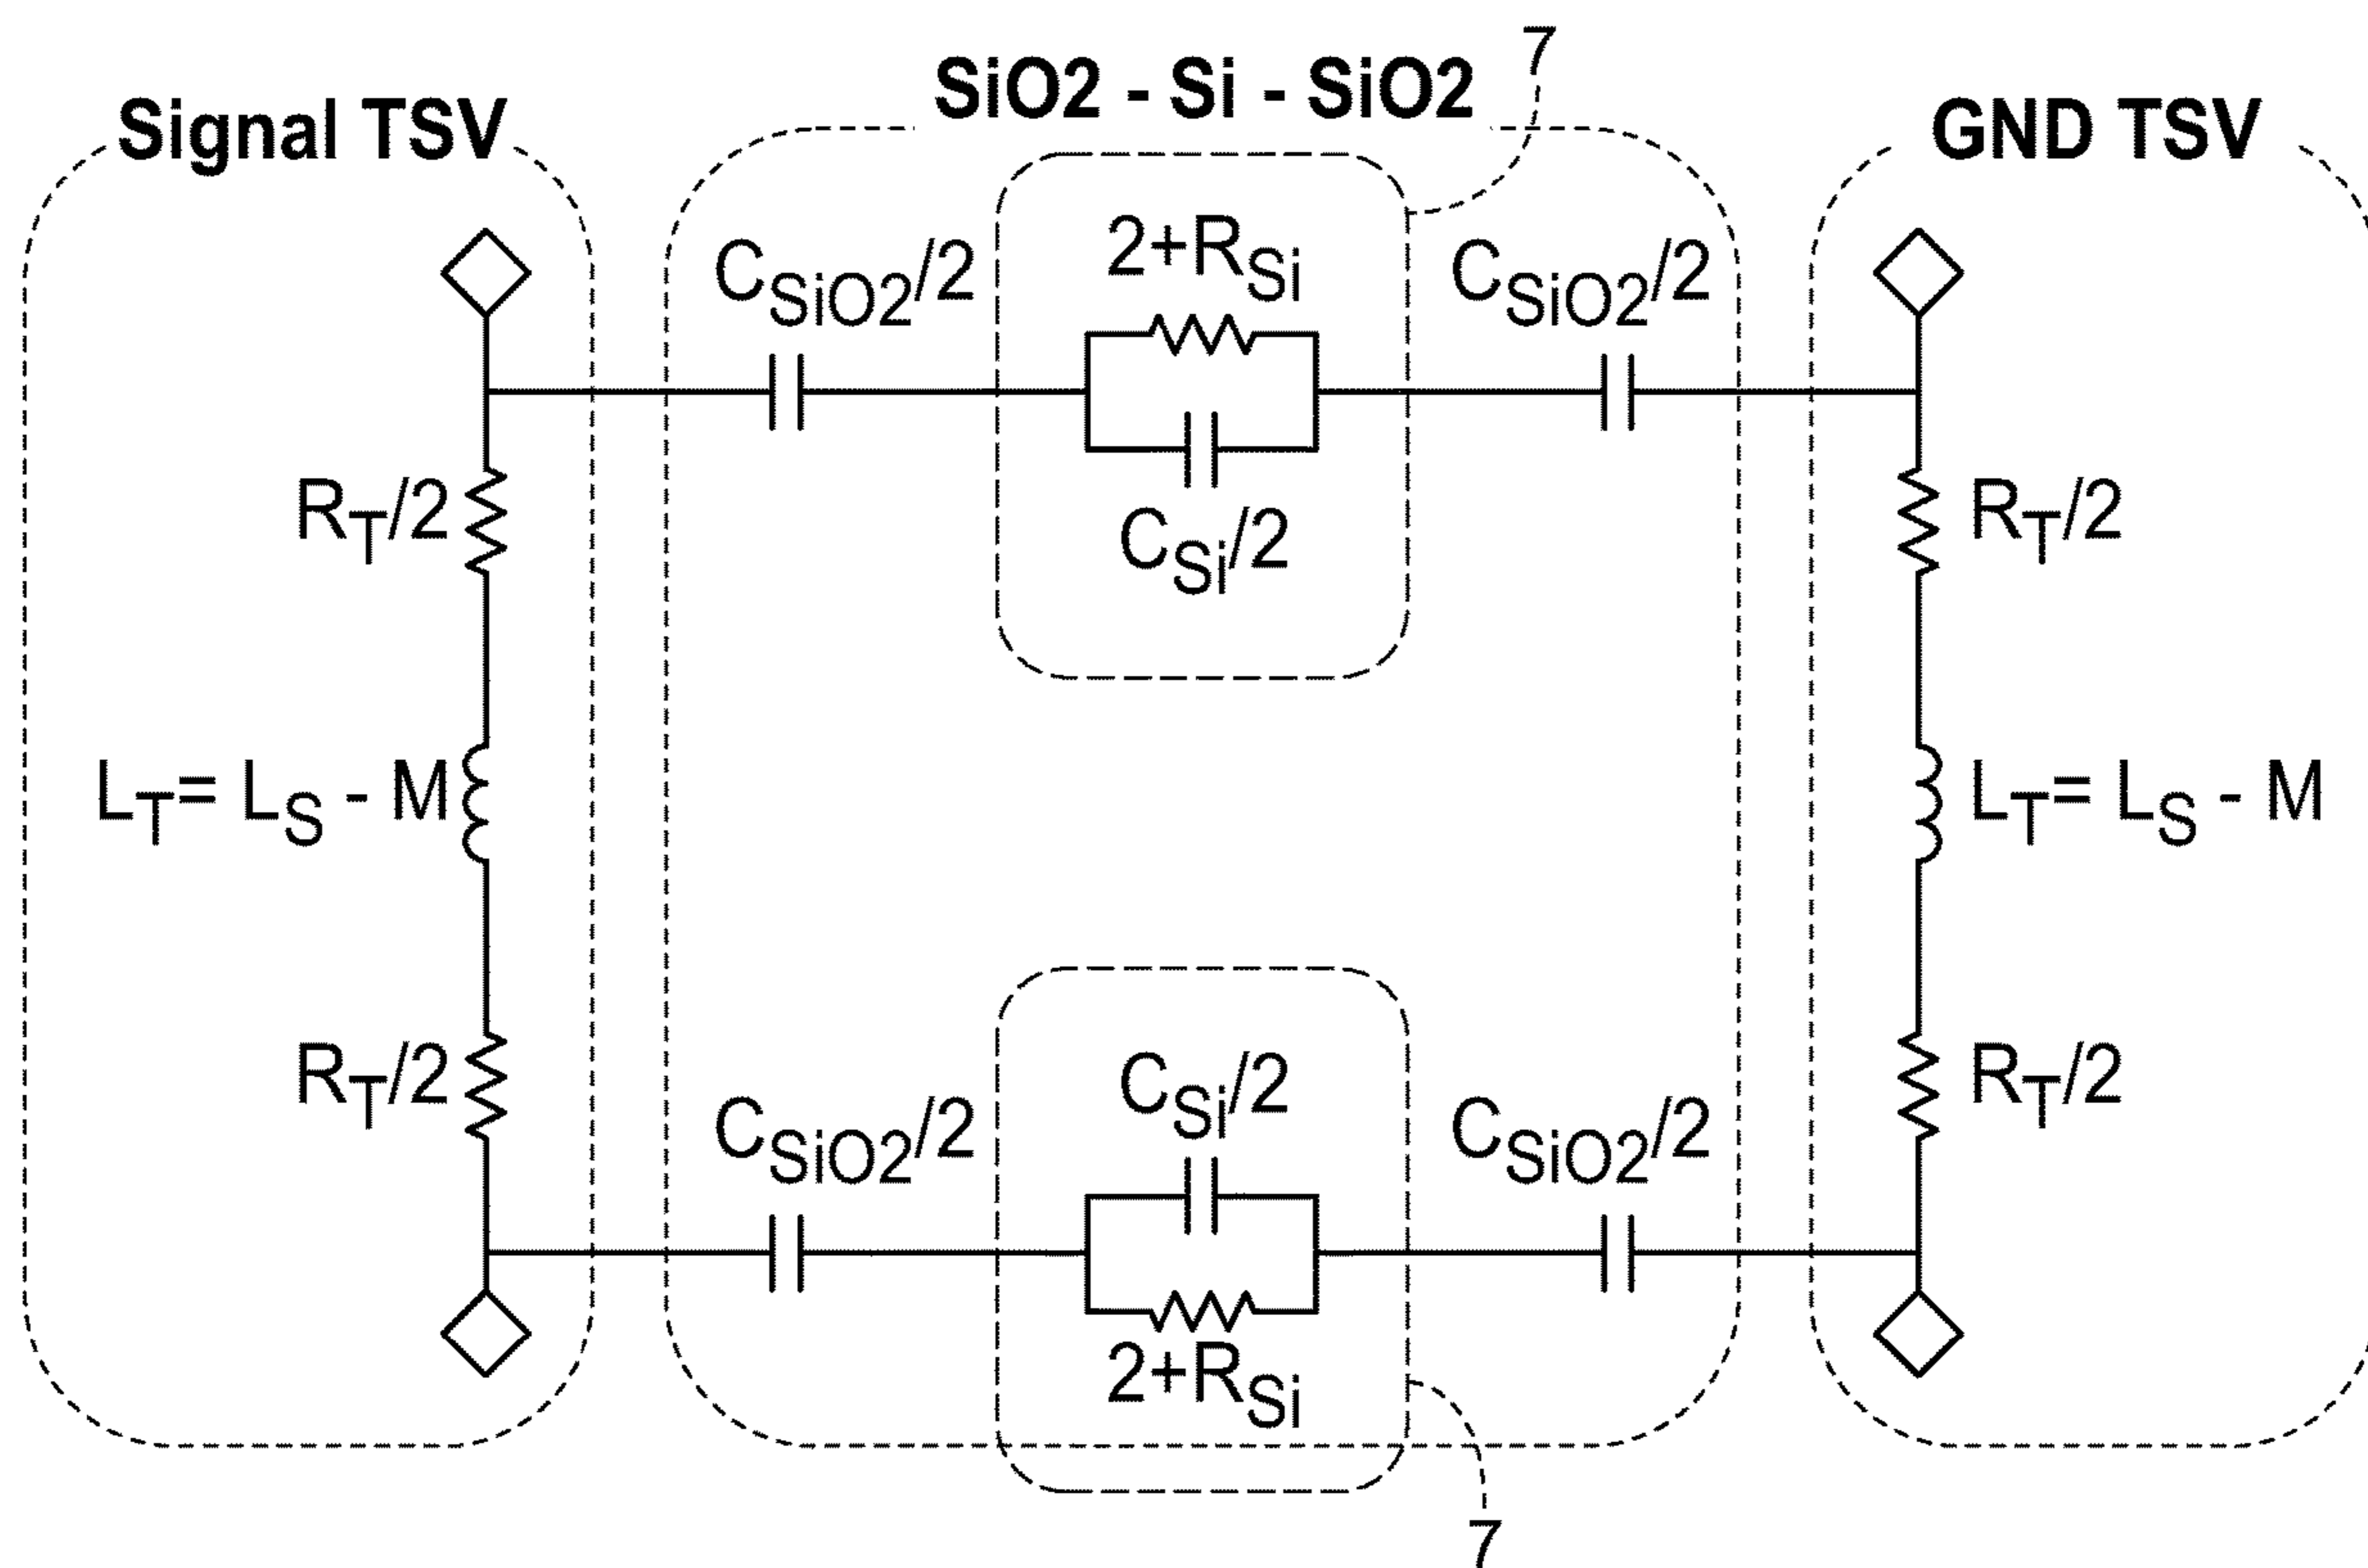 7
SiO2 - Si - SiO2
Signal TSV
GND TSV
2+RSi
CSiO2/2
CSiO2/2
RT/2
CSi/2
RT/2
LT= LS - M
LT= LS - M
RT/2
CSi/2
RT/2
CSiO2/2
CSiO2/2
2+RSi
7